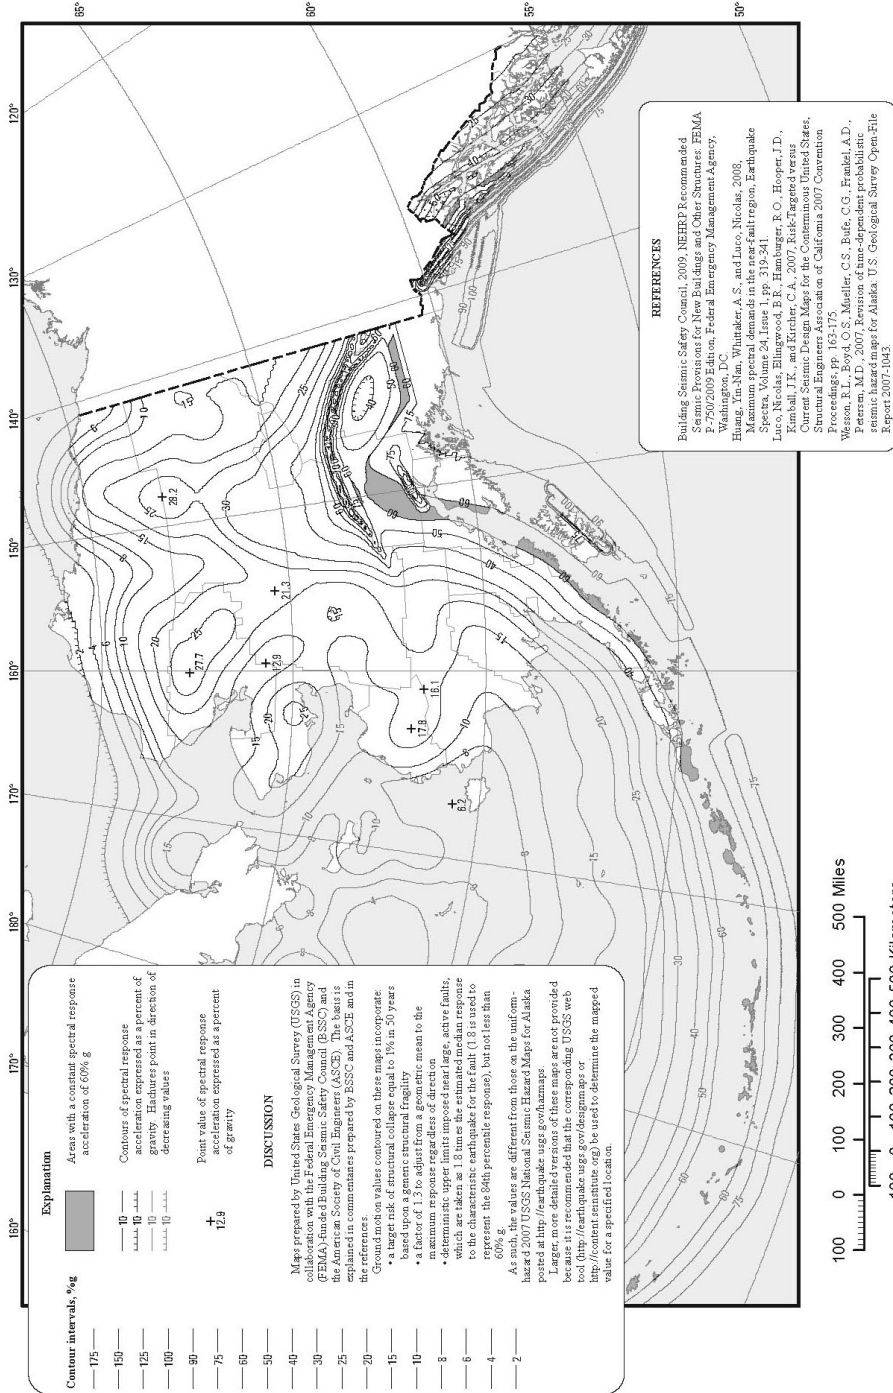 Explanation
Areas with a constant spectral response
acceleration of 60% g
10
10
10
10
Contours of spectral response
acceleration expressed as a percent of
gravity. Hachures point in direction of
decreasing values
+
12.9
Point value of spectral response
acceleration expressed as a percent
of gravity
Contour intervals, %g
175
150
125
100
90
75
60
50
40
30
25
20
15
10
8
6
4
2
DISCUSSION
Maps prepared by United States Geological Survey (USGS) in
collaboration with the Federal Emergency Management Agency
(FEMA)-funded Building Seismic Safety Council (BSSC) and
the American Society of Civil Engineers (ASCE). The basis is
explained in commentaries prepared by BSSC and ASCE and in
the references.
Ground motion values contoured on these maps incorporate:
• a target risk of structural collapse equal to 1% in 50 years
based upon a generic structural fragility
• a factor of 1.3 to adjust from a geometric mean to the
maximum response regardless of direction
• deterministic upper limits imposed near large, active faults,
which are taken as 1.8 times the estimated median response
to the characteristic earthquake for the fault (1.8 is used to
represent the 84th percentile response), but not less than
60% g.
As such, the values are different from those on the uniform-
hazard 2007 USGS National Seismic Hazard Maps for Alaska
posted at http://earthquake.usgs.gov/hazmaps.
Larger, more detailed versions of these maps are not provided
because it is recommended that the corresponding USGS web
tool (http://earthquake.usgs.gov/designmaps or
http://content.seinstitute.org) be used to determine the mapped
value for a specified location.
160°
170°
180°
170°
160°
150°
140°
130°
120°
65°
60°
55°
50°
28.2
27.7
21.3
12.9
17.8
16.1
6.2
REFERENCES
Building Seismic Safety Council, 2009, NEHRP Recommended
Seismic Provisions for New Buildings and Other Structures: FEMA
P-750/2009 Edition, Federal Emergency Management Agency,
Washington, DC.
Huang, Yin-Nan, Whittaker, A.S., and Luco, Nicolas, 2008,
Maximum spectral demands in the near-fault region, Earthquake
Spectra, Volume 24, Issue 1, pp. 319-341.
Luco, Nicolas, Ellingwood, B.R., Hamburger, R.O., Hooper, J.D.,
Kimball, J.K., and Kircher, C.A., 2007, Risk-Targeted versus
Current Seismic Design Maps for the Conterminous United States,
Structural Engineers Association of California 2007 Convention
Proceedings, pp. 163-175.
Wesson, R.L., Boyd, O.S., Mueller, C.S., Bufe, C.G., Frankel, A.D.,
Petersen, M.D., 2007, Revision of time-dependent probabilistic
seismic hazard maps for Alaska: U.S. Geological Survey Open-File
Report 2007-1043.
100 0 100 200 300 400 500 Miles